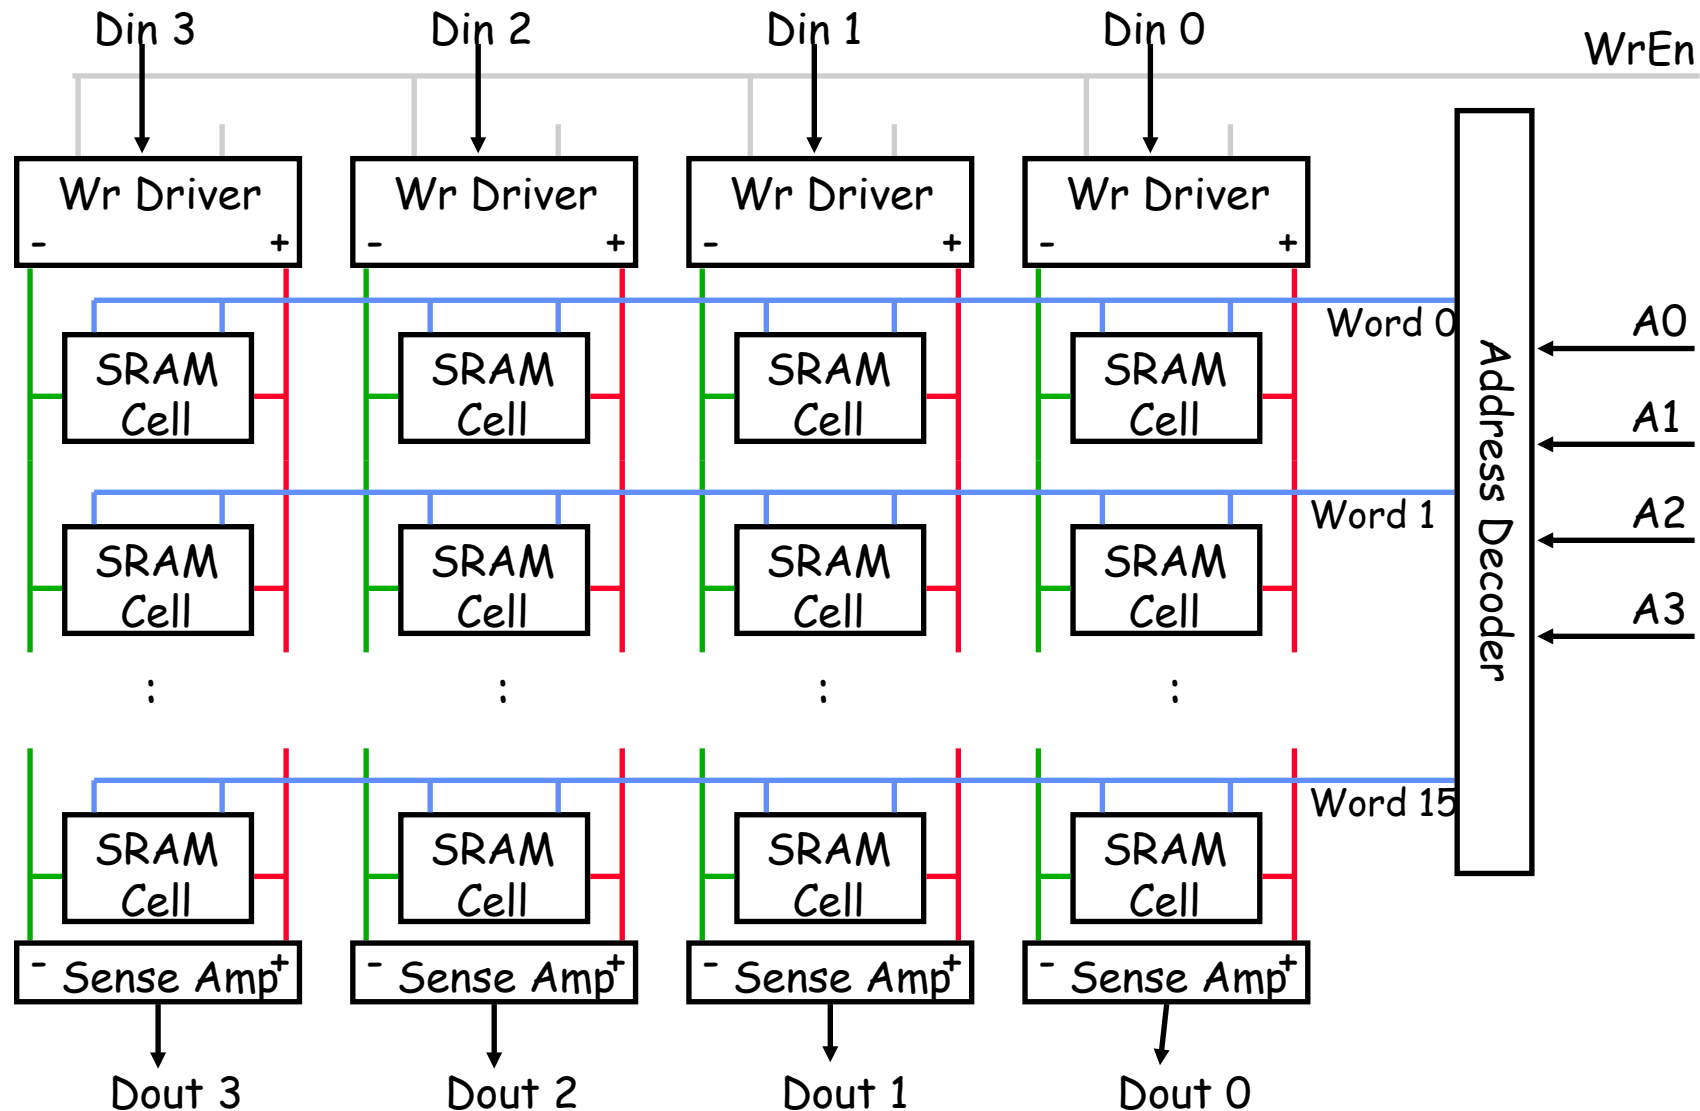 Din 3
Din 2
Din 1
Din 0
WrEn
Wr Driver
- +
Wr Driver
- +
Wr Driver
- +
Wr Driver
- +
Word 0
SRAM
Cell
SRAM
Cell
SRAM
Cell
SRAM
Cell
Word 1
SRAM
Cell
SRAM
Cell
SRAM
Cell
SRAM
Cell
:
:
:
:
Word 15
SRAM
Cell
SRAM
Cell
SRAM
Cell
SRAM
Cell
- Sense Amp +
- Sense Amp +
- Sense Amp +
- Sense Amp +
Dout 3
Dout 2
Dout 1
Dout 0
Address Decoder
A0
A1
A2
A3